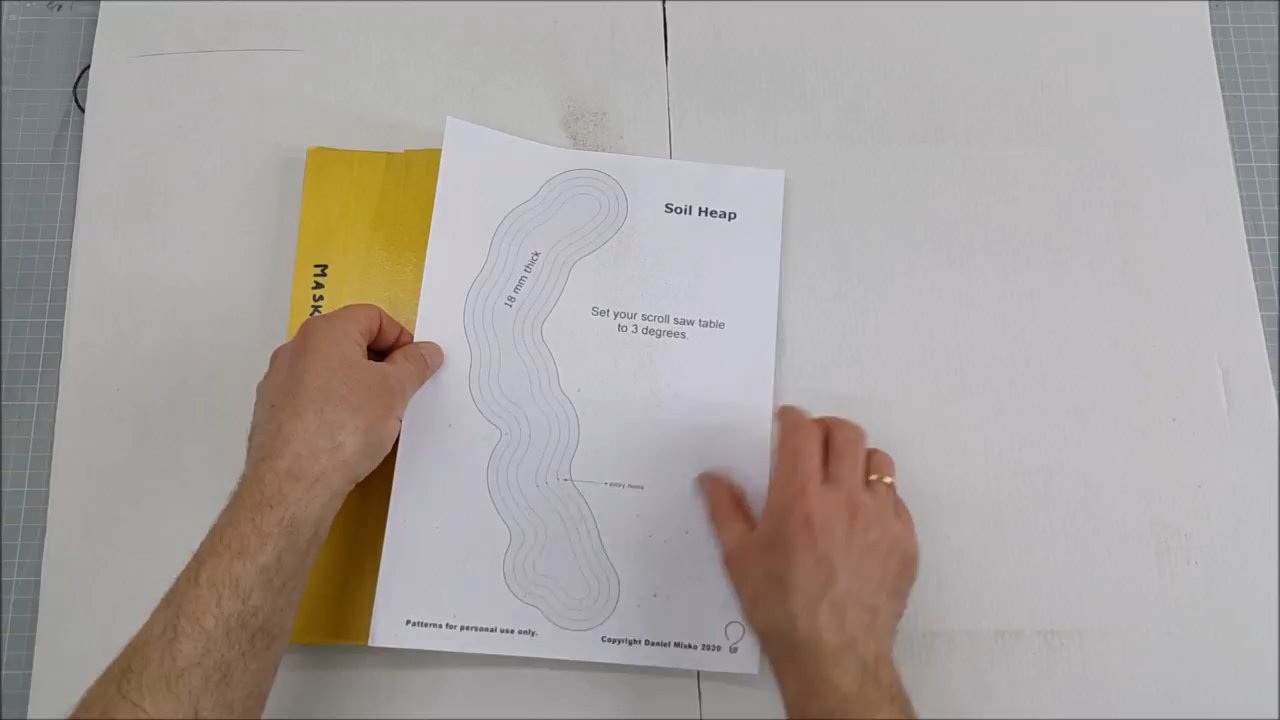 MASK
Soil Heap
18 mm thick
Set your scroll saw table
to 3 degrees.
entry holes
Patterns for personal use only.
Copyright Daniel Misko 2020